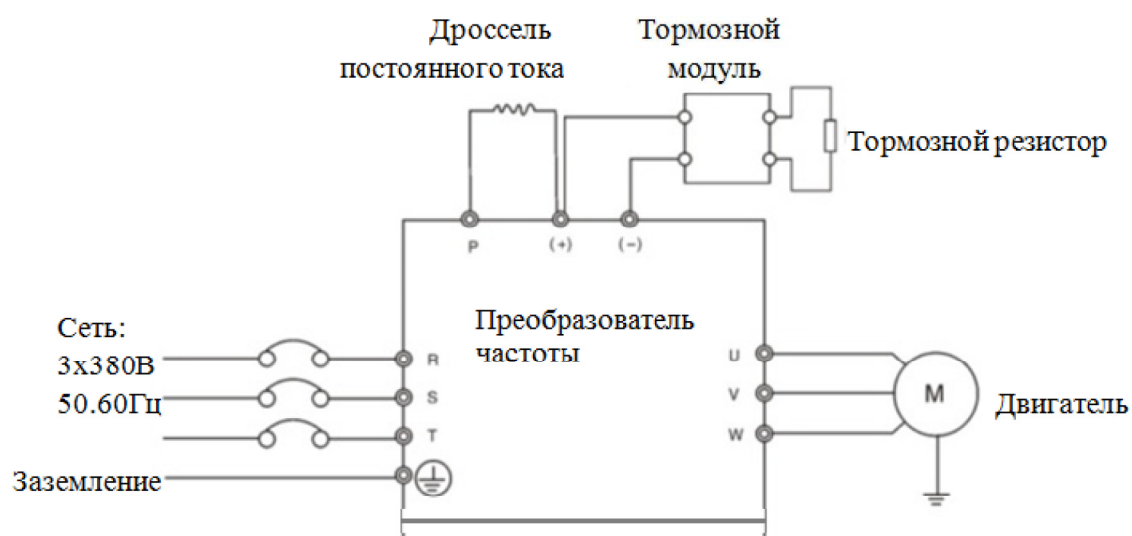 Дроссель
постоянного тока
Тормозной
модуль
Тормозной резистор
P
(+)
(-)
Преобразователь
частоты
Сеть:
3х380В
50.60Гц
Заземление
R
S
T
U
V
W
M
Двигатель